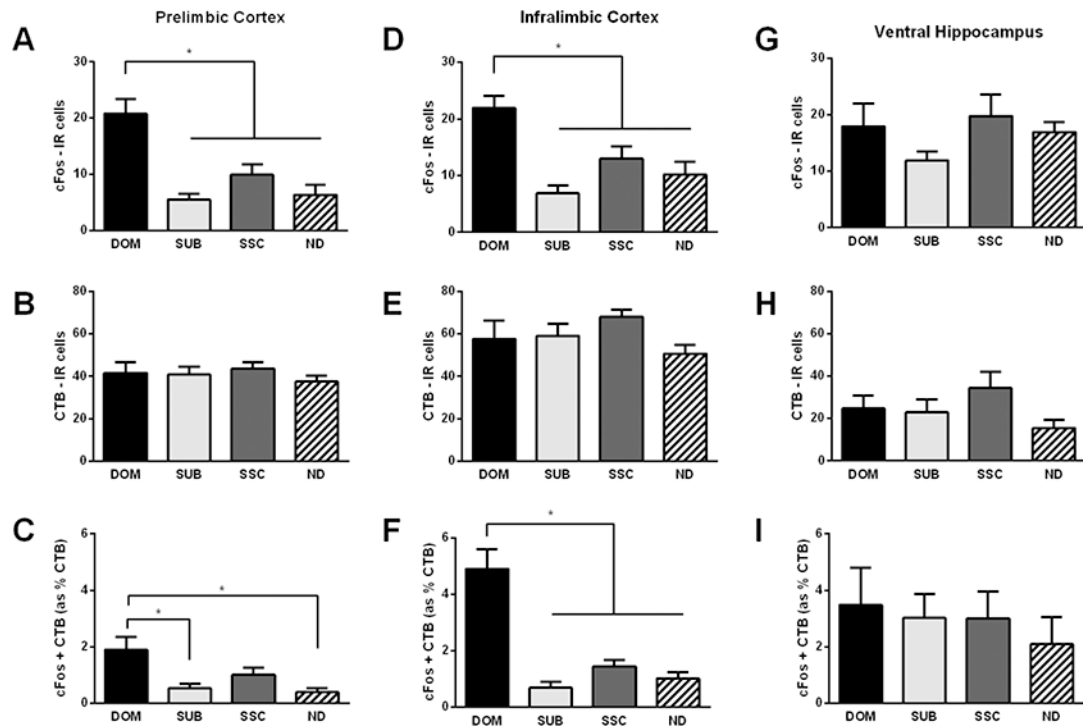 Prelimbic Cortex
A
*
cFos - IR cells
30
20
10
0
DOM SUB SSC ND
B
CTB - IR cells
80
60
40
20
0
DOM SUB SSC ND
C
*
*
cFos + CTB (as % CTB)
6
4
2
0
DOM SUB SSC ND
Infralimbic Cortex
D
*
cFos - IR cells
30
20
10
0
DOM SUB SSC ND
E
CTB - IR cells
80
60
40
20
0
DOM SUB SSC ND
F
*
cFos + CTB (as % CTB)
6
4
2
0
DOM SUB SSC ND
Ventral Hippocampus
G
cFos - IR cells
30
20
10
0
DOM SUB SSC ND
H
CTB - IR cells
80
60
40
20
0
DOM SUB SSC ND
I
cFos + CTB (as % CTB)
6
4
2
0
DOM SUB SSC ND